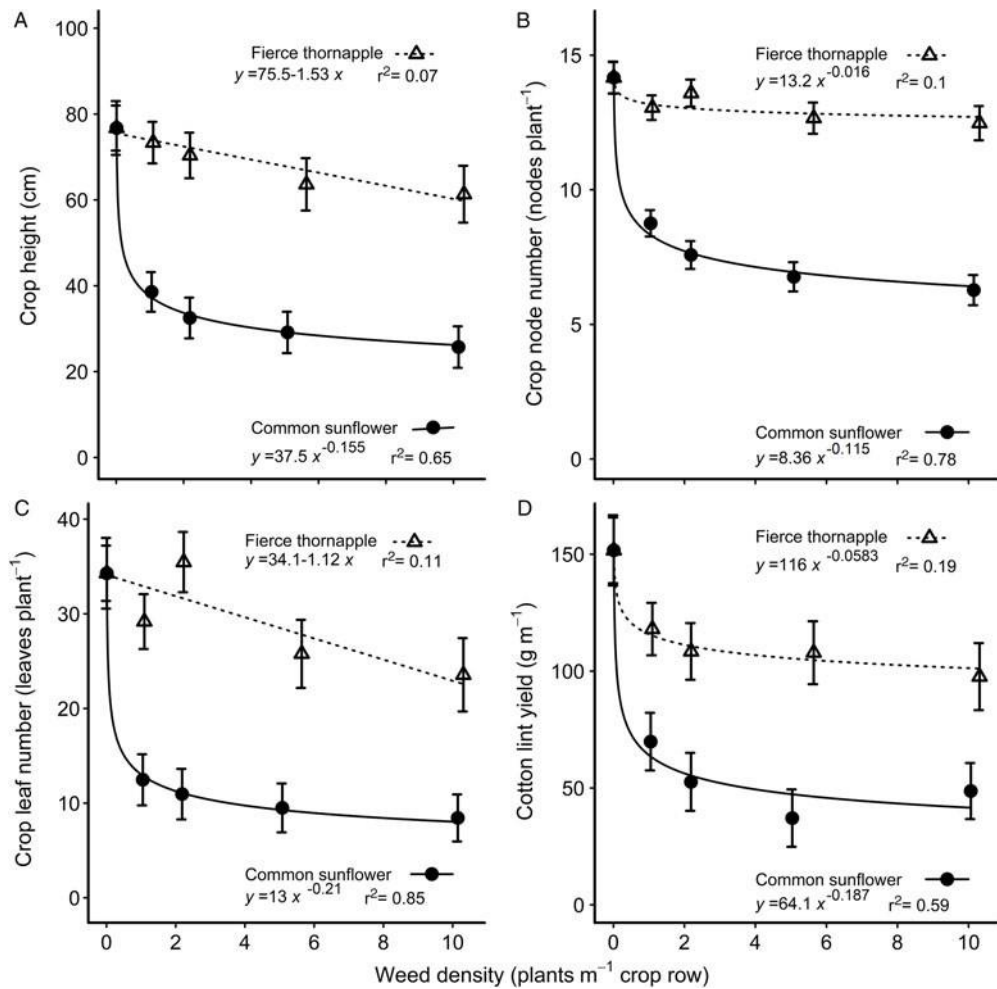 A
100
80
60
40
20
0
Crop height (cm)
Fierce thornapple
y=75.5-1.53 x r²= 0.07
Common sunflower
y=37.5 x^-0.155 r²= 0.65
B
15
10
5
0
Crop node number (nodes plant⁻¹)
Fierce thornapple
y=13.2 x^-0.016 r²= 0.1
Common sunflower
y=8.36 x^-0.115 r²= 0.78
C
40
30
20
10
0
Crop leaf number (leaves plant⁻¹)
Fierce thornapple
y=34.1-1.12 x r²= 0.11
Common sunflower
y=13 x^-0.21 r²= 0.85
0 2 4 6 8 10
D
150
100
50
0
Cotton lint yield (g m⁻¹)
Fierce thornapple
y=116 x^-0.0583 r²= 0.19
Common sunflower
y=64.1 x^-0.187 r²= 0.59
0 2 4 6 8 10
Weed density (plants m⁻¹ crop row)